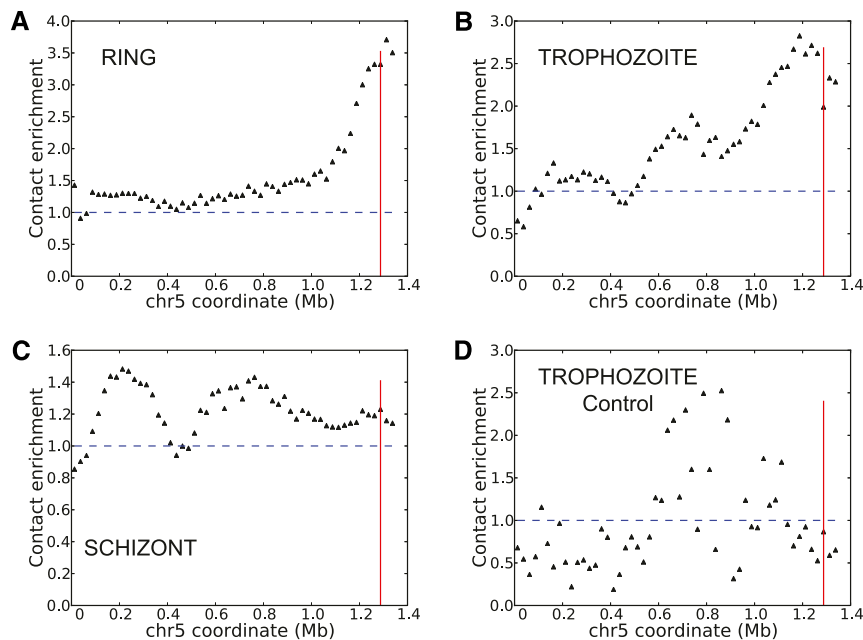 A
RING
Contact enrichment
4.0
3.5
3.0
2.5
2.0
1.5
1.0
0.5
0.0
0 0.2 0.4 0.6 0.8 1.0 1.2 1.4
chr5 coordinate (Mb)
B
TROPHOZOITE
Contact enrichment
3.0
2.5
2.0
1.5
1.0
0.5
0.0
0 0.2 0.4 0.6 0.8 1.0 1.2 1.4
chr5 coordinate (Mb)
C
SCHIZONT
Contact enrichment
1.6
1.4
1.2
1.0
0.8
0.6
0.4
0.2
0.0
0 0.2 0.4 0.6 0.8 1.0 1.2 1.4
chr5 coordinate (Mb)
D
TROPHOZOITE
Control
Contact enrichment
3.0
2.5
2.0
1.5
1.0
0.5
0.0
0 0.2 0.4 0.6 0.8 1.0 1.2 1.4
chr5 coordinate (Mb)